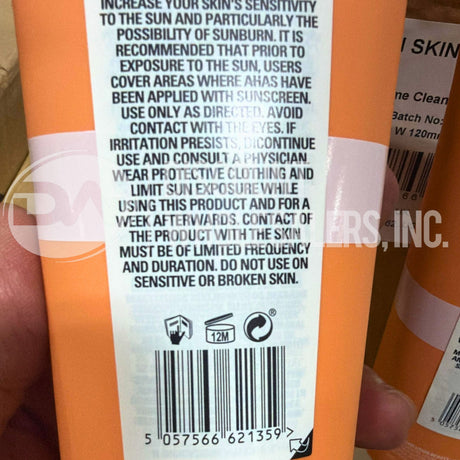 INCREASE YOUR SKIN'S SENSITIVITY
TO THE SUN AND PARTICULARLY THE
POSSIBILITY OF SUNBURN. IT IS
RECOMMENDED THAT PRIOR TO
EXPOSURE TO THE SUN, USERS
COVER AREAS WHERE AHAS HAVE
BEEN APPLIED WITH SUNSCREEN.
USE ONLY AS DIRECTED. AVOID
CONTACT WITH THE EYES. IF
IRRITATION PRESISTS, DICONTINUE
USE AND CONSULT A PHYSICIAN.
WEAR PROTECTIVE CLOTHING AND
LIMIT SUN EXPOSURE WHILE
USING THIS PRODUCT AND FOR A
WEEK AFTERWARDS. CONTACT OF
THE PRODUCT WITH THE SKIN
MUST BE OF LIMITED FREQUENCY
AND DURATION. DO NOT USE ON
SENSITIVE OR BROKEN SKIN.
12M
5 057566 621359 >
SKIN
Clean
Batch No:
W 120m
LERS, INC.